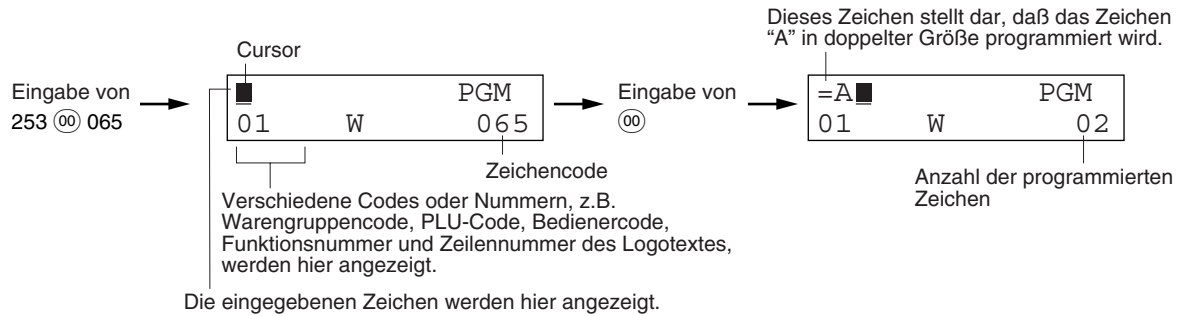 Dieses Zeichen stellt dar, daß das Zeichen
“A” in doppelter Größe programmiert wird.
Cursor
Eingabe von
253 00 065
PGM
01 W 065
Eingabe von
00
=A PGM
01 W 02
Zeichencode
Anzahl der programmierten
Zeichen
Verschiedene Codes oder Nummern, z.B.
Warengruppencode, PLU-Code, Bedienercode,
Funktionsnummer und Zeilennummer des Logotextes,
werden hier angezeigt.
Die eingegebenen Zeichen werden hier angezeigt.